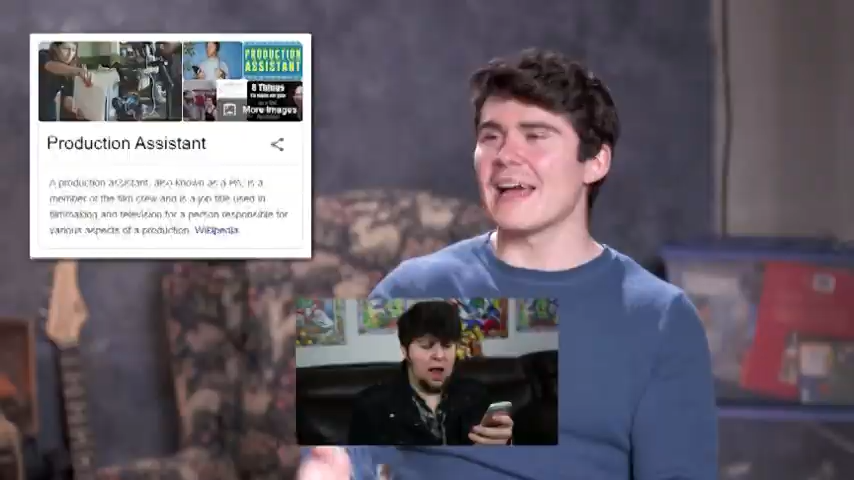 PRODUCTION
ASSISTANT
8 Things
More Images
Production Assistant
A production assistant, also known as a PA, is a
member of the film crew and is a job title used in
filmmaking and television for a person responsible for
various aspects of a production. Wikipedia